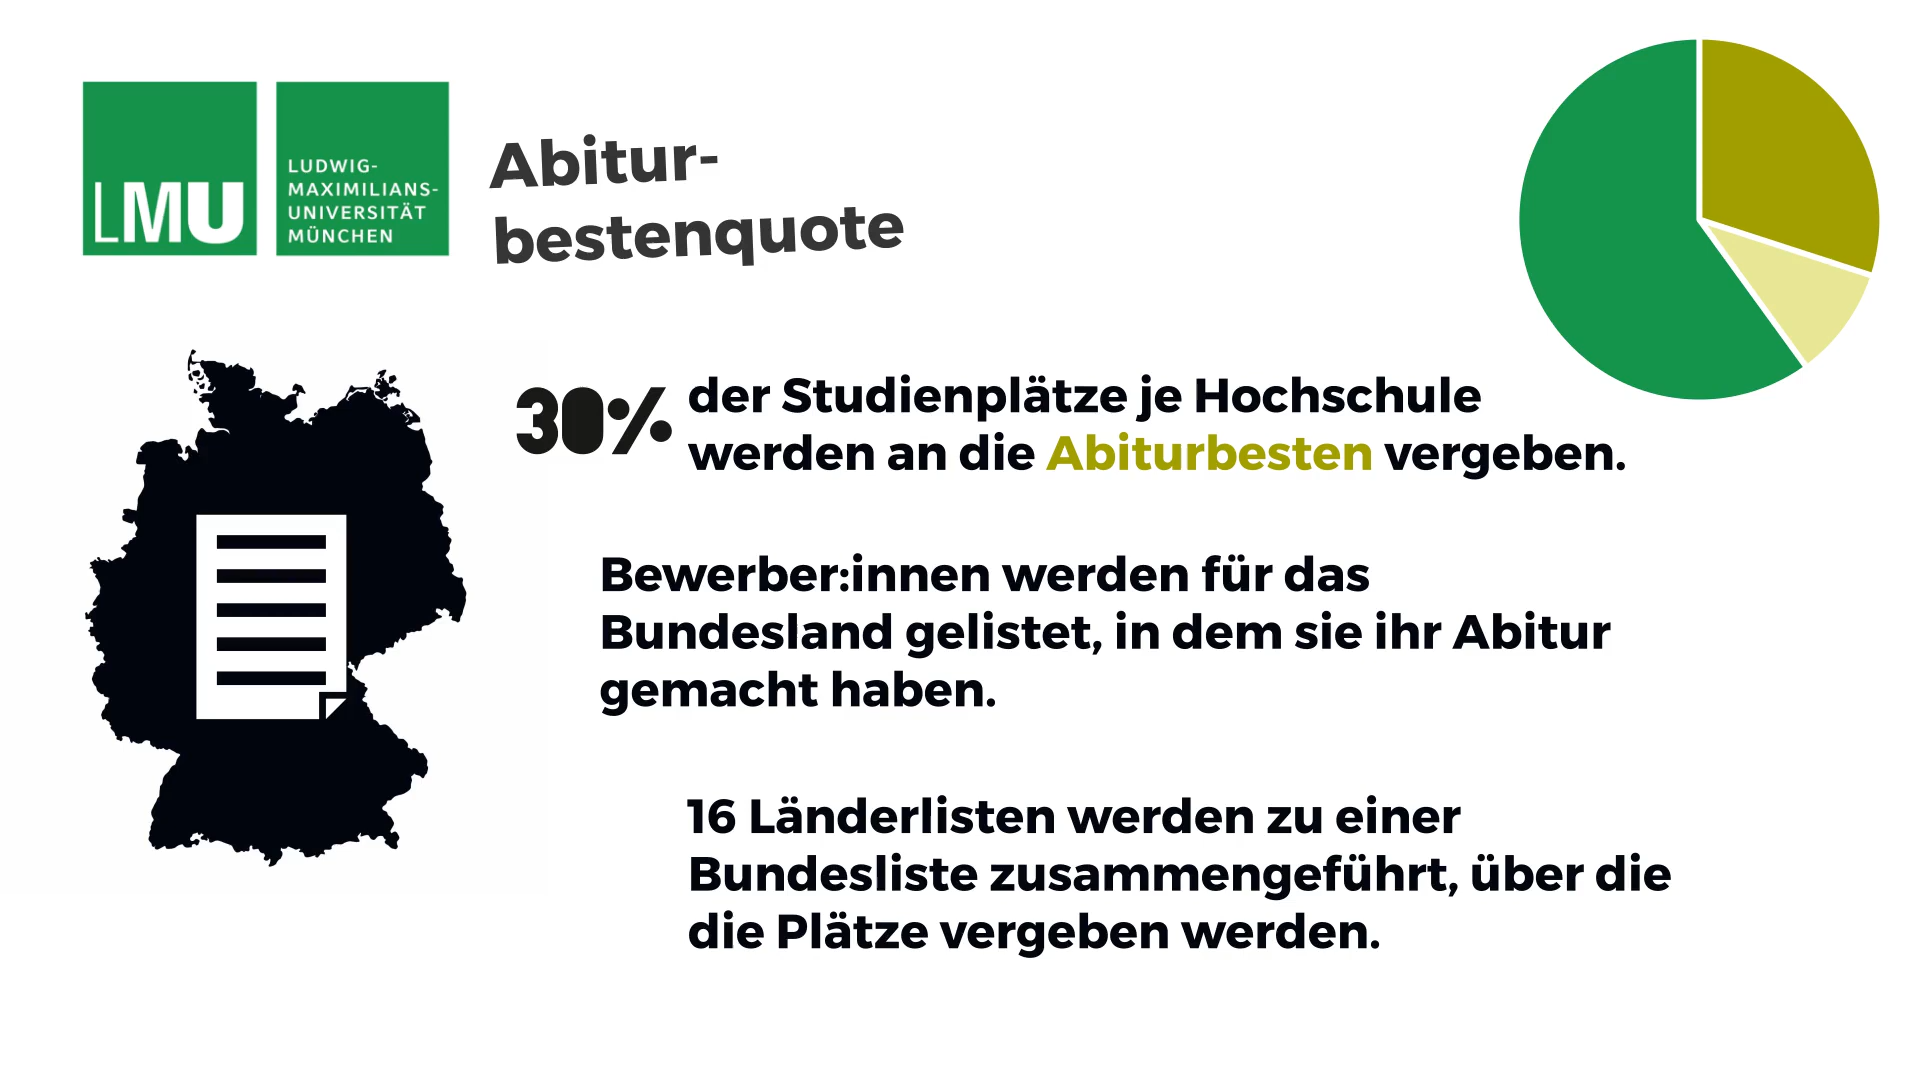 LMU
LUDWIG-
MAXIMILIANS-
UNIVERSITÄT
MÜNCHEN
Abitur-
bestenquote
30% der Studienplätze je Hochschule
werden an die Abiturbesten vergeben.
Bewerber:innen werden für das
Bundesland gelistet, in dem sie ihr Abitur
gemacht haben.
16 Länderlisten werden zu einer
Bundesliste zusammengeführt, über die
die Plätze vergeben werden.